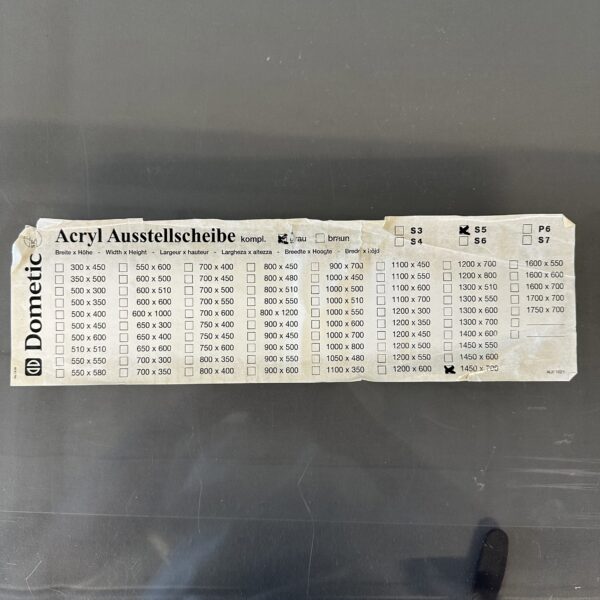 Dometic
Acryl Ausstellscheibe kompl. grau braun
Breite x Höhe - Width x Height - Largeur x hauteur - Larghezza x altezza - Breedte x Hoogte - Bredd x höjd
S3 S5 P6
S4 S6 S7
300 x 450 550 x 600 700 x 400 800 x 450 900 x 700 1100 x 450 1200 x 700 1600 x 550
350 x 500 600 x 500 700 x 450 800 x 480 1000 x 450 1100 x 550 1200 x 800 1600 x 600
500 x 300 600 x 510 700 x 510 800 x 500 1000 x 500 1100 x 600 1300 x 510 1600 x 700
500 x 350 600 x 600 700 x 550 800 x 550 1000 x 510 1100 x 700 1300 x 550 1700 x 700
500 x 400 600 x 1000 700 x 600 800 x 1200 1000 x 550 1200 x 300 1300 x 600 1750 x 700
500 x 450 650 x 300 750 x 400 900 x 400 1000 x 600 1200 x 350 1300 x 700
500 x 600 600 x 500 750 x 450 900 x 450 1000 x 700 1200 x 450 1400 x 600
510 x 510 650 x 600 750 x 600 900 x 500 1000 x 800 1200 x 500 1450 x 550
550 x 550 700 x 300 800 x 350 900 x 550 1050 x 480 1200 x 550 1450 x 600
550 x 580 700 x 350 800 x 400 900 x 600 1100 x 350 1200 x 600 1450 x 700